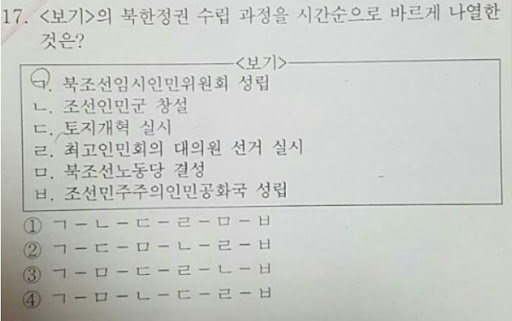 17. <보기>의 북한정권 수립 과정을 시간순으로 바르게 나열한
것은?
<보기>
ㄱ. 북조선임시인민위원회 성립
ㄴ. 조선인민군 창설
ㄷ. 토지개혁 실시
ㄹ. 최고인민회의 대의원 선거 실시
ㅁ. 북조선노동당 결성
ㅂ. 조선민주주의인민공화국 성립
① ㄱ - ㄴ - ㄷ - ㄹ - ㅁ - ㅂ
② ㄱ - ㄷ - ㅁ - ㄴ - ㄹ - ㅂ
③ ㄱ - ㅁ - ㄷ - ㄹ - ㄴ - ㅂ
④ ㄱ - ㅁ - ㄴ - ㄷ - ㄹ - ㅂ